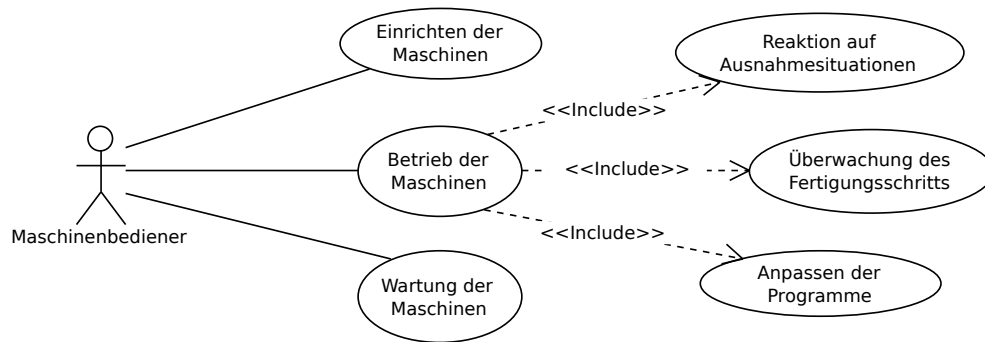 Einrichten der
Maschinen
Reaktion auf
Ausnahmesituationen
<<Include>>
Betrieb der
Maschinen
<<Include>>
Überwachung des
Fertigungsschritts
Maschinenbediener
<<Include>>
Wartung der
Maschinen
Anpassen der
Programme